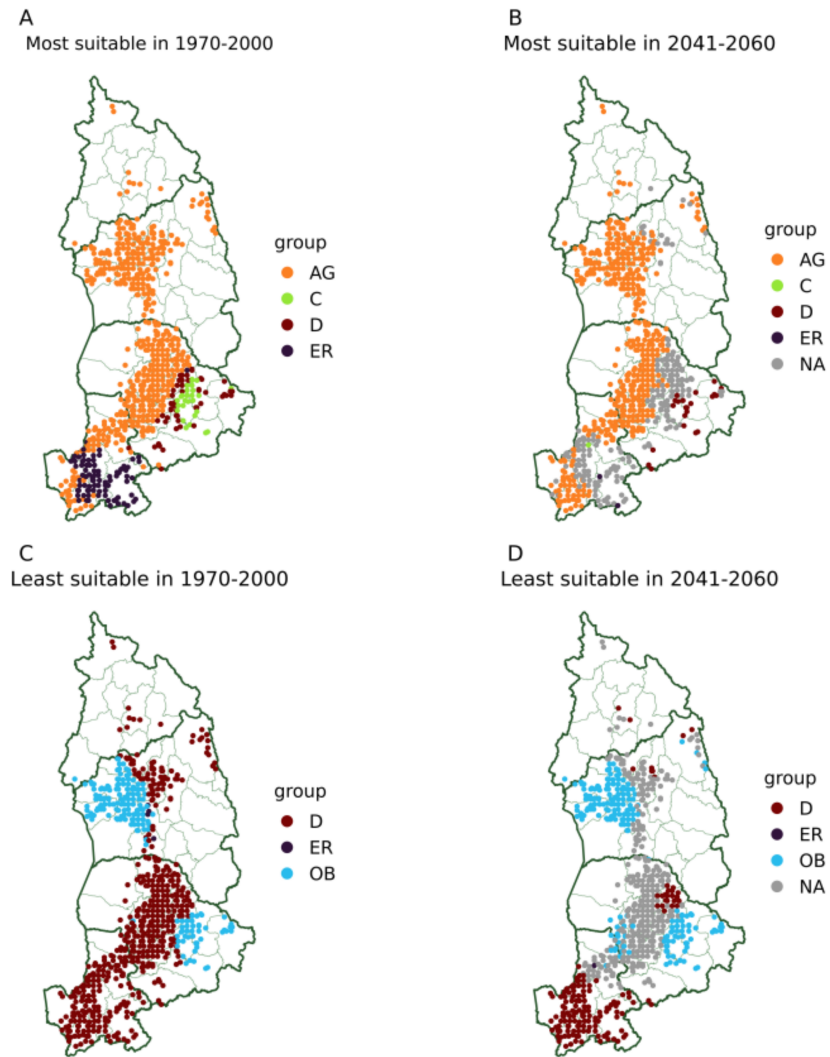 A
Most suitable in 1970-2000
group
AG
C
D
ER
B
Most suitable in 2041-2060
group
AG
C
D
ER
NA
C
Least suitable in 1970-2000
group
D
ER
OB
D
Least suitable in 2041-2060
group
D
ER
OB
NA